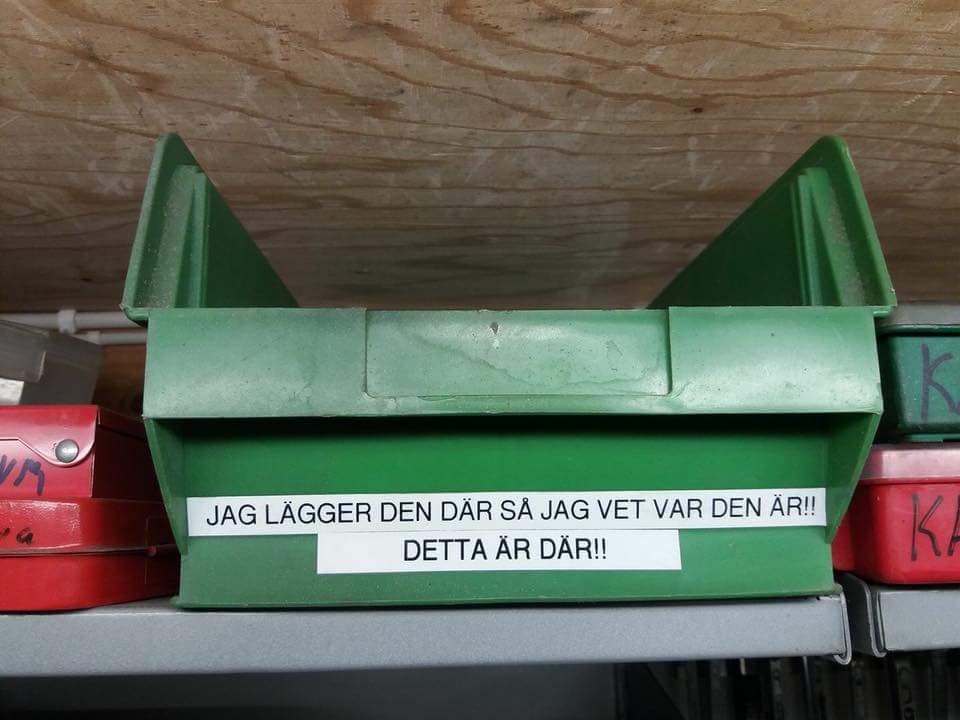 JAG LÄGGER DEN DÄR SÅ JAG VET VAR DEN ÄR!!
DETTA ÄR DÄR!!